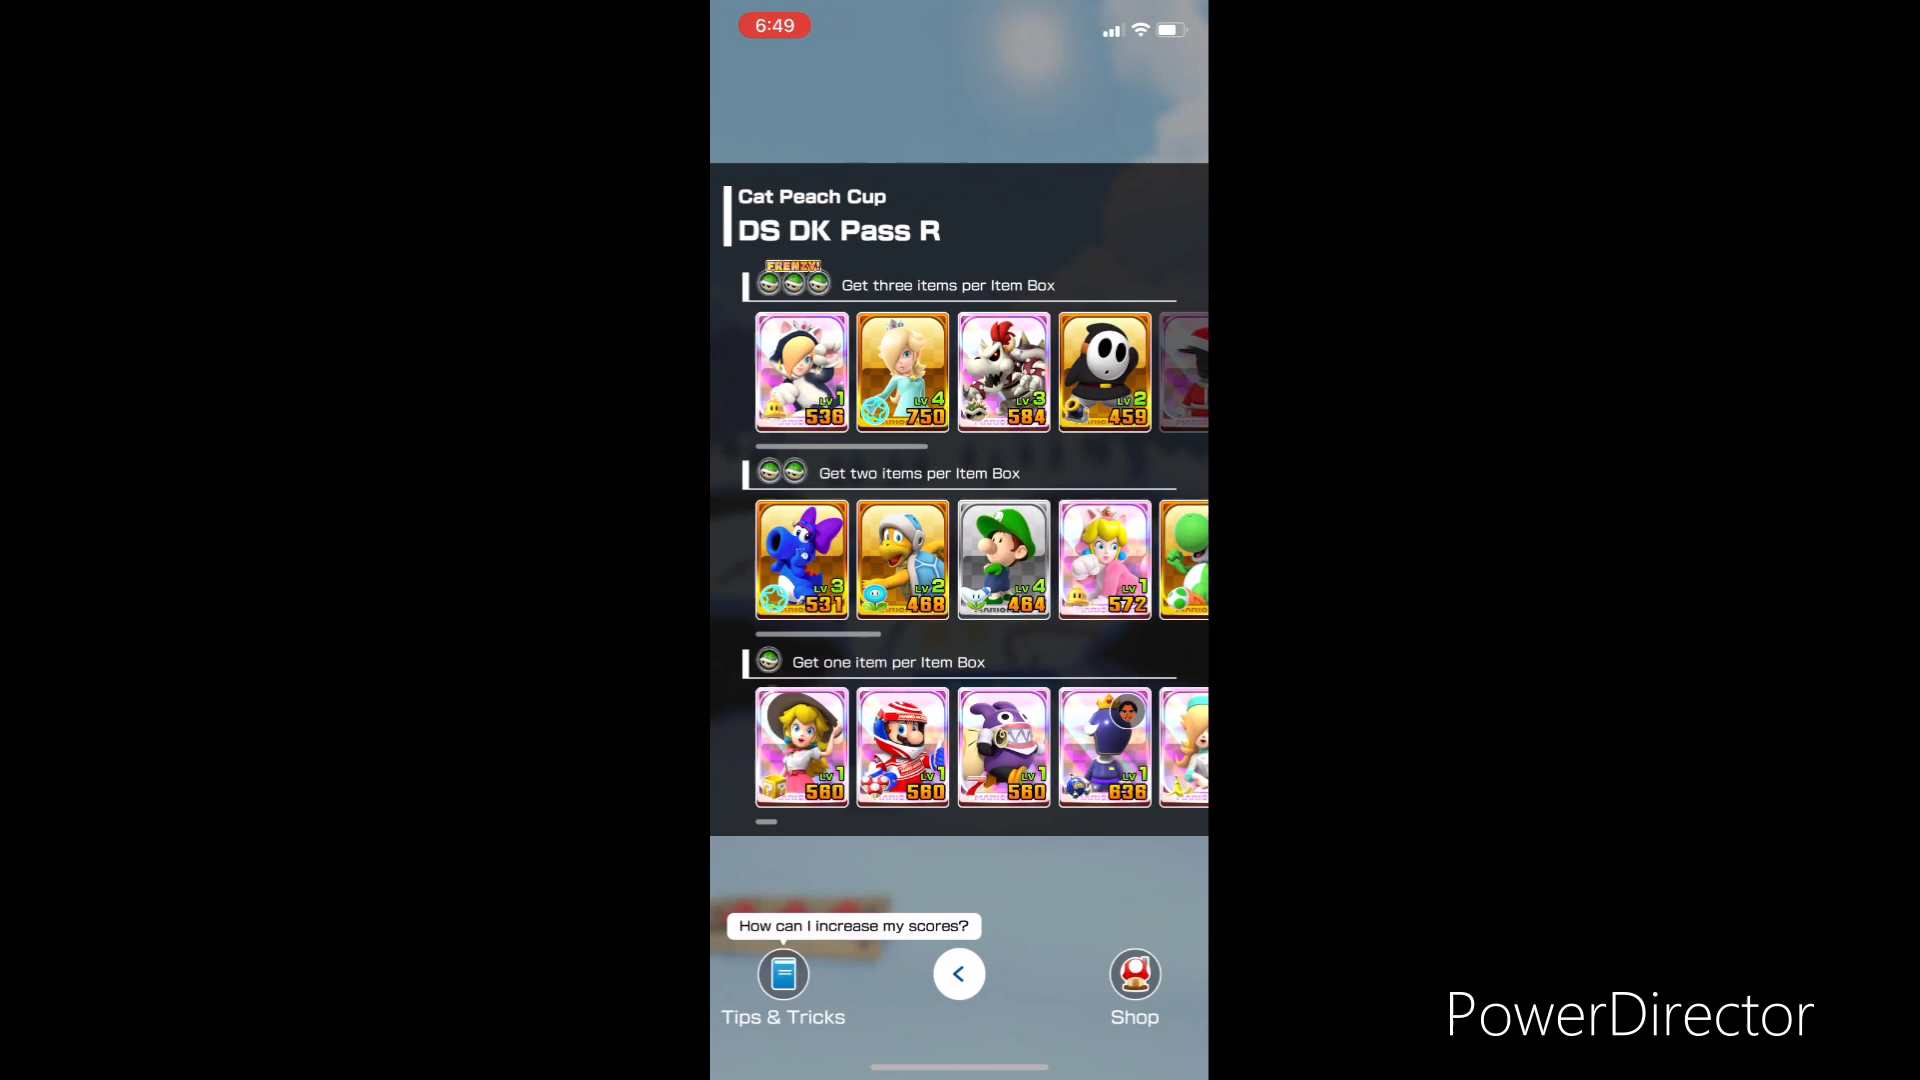 6:49
Cat Peach Cup
DS DK Pass R
FRENZY!
Get three items per Item Box
LV 1 LV 4 LV 3 LV 2
536 750 584 459
Get two items per Item Box
LV 3 LV 2 LV 4 LV 1
531 468 464 572
Get one item per Item Box
LV 1 LV 1 LV 1 LV 1
560 560 560 636
How can I increase my scores?
<
Tips & Tricks
Shop
PowerDirector